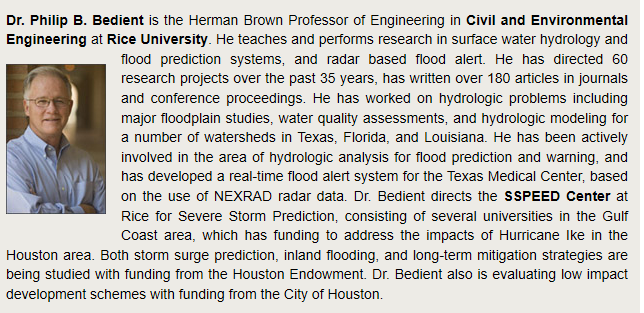 Dr. Philip B. Bedient is the Herman Brown Professor of Engineering in Civil and Environmental
Engineering at Rice University. He teaches and performs research in surface water hydrology and
flood prediction systems, and radar based flood alert. He has directed 60
research projects over the past 35 years, has written over 180 articles in journals
and conference proceedings. He has worked on hydrologic problems including
major floodplain studies, water quality assessments, and hydrologic modeling for
a number of watersheds in Texas, Florida, and Louisiana. He has been actively
involved in the area of hydrologic analysis for flood prediction and warning, and
has developed a real-time flood alert system for the Texas Medical Center, based
on the use of NEXRAD radar data. Dr. Bedient directs the SSPEED Center at
Rice for Severe Storm Prediction, consisting of several universities in the Gulf
Coast area, which has funding to address the impacts of Hurricane Ike in the
Houston area. Both storm surge prediction, inland flooding, and long-term mitigation strategies are
being studied with funding from the Houston Endowment. Dr. Bedient also is evaluating low impact
development schemes with funding from the City of Houston.